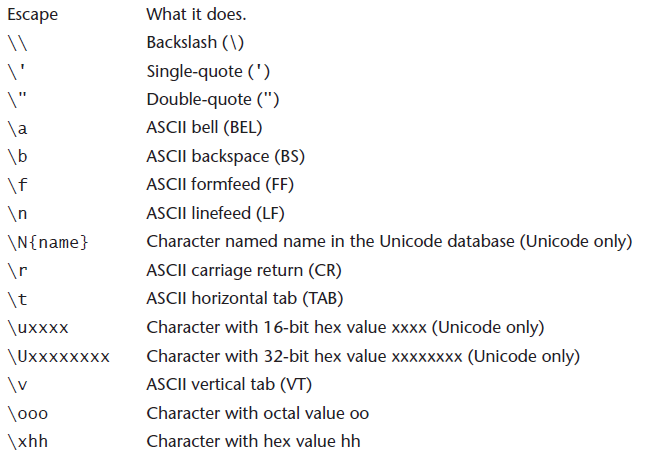 Escape What it does.
\\ Backslash (\)
\' Single-quote (')
\" Double-quote (")
\a ASCII bell (BEL)
\b ASCII backspace (BS)
\f ASCII formfeed (FF)
\n ASCII linefeed (LF)
\N{name} Character named name in the Unicode database (Unicode only)
\r ASCII carriage return (CR)
\t ASCII horizontal tab (TAB)
\uxxxx Character with 16-bit hex value xxxx (Unicode only)
\Uxxxxxxxx Character with 32-bit hex value xxxxxxxx (Unicode only)
\v ASCII vertical tab (VT)
\ooo Character with octal value oo
\xhh Character with hex value hh